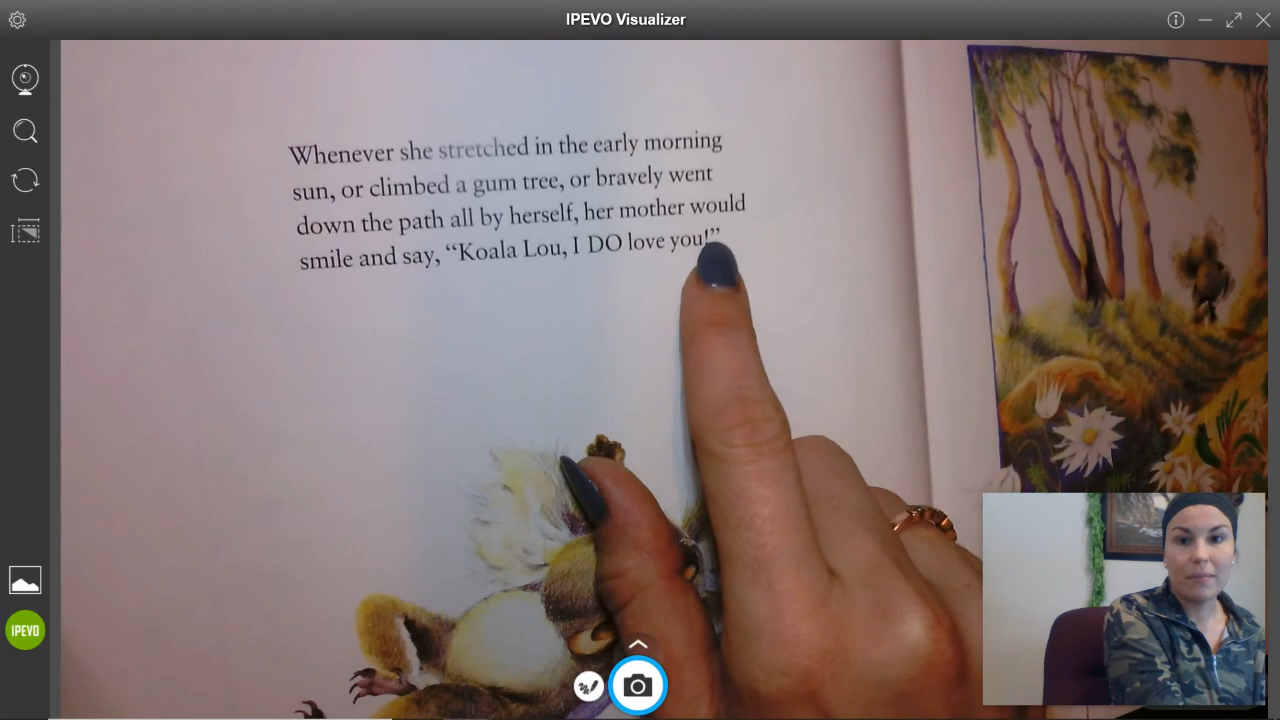 IPEVO Visualizer
Whenever she stretched in the early morning
sun, or climbed a gum tree, or bravely went
down the path all by herself, her mother would
smile and say, “Koala Lou, I DO love you!”
IPEVO